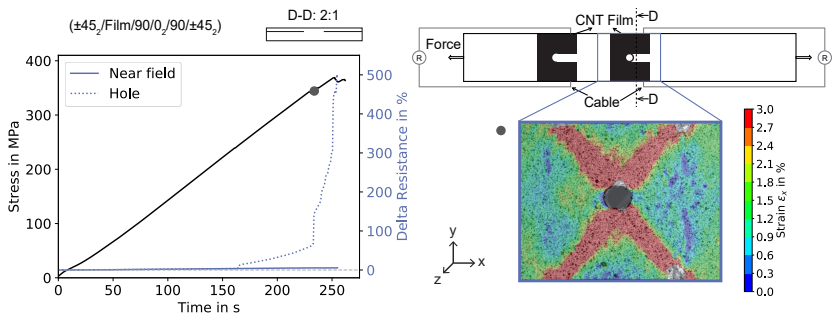 (±45₂/Film/90/0₂/90/±45₂)
D-D: 2:1
400
300
200
100
0
Stress in MPa
Near field
Hole
500
400
300
200
100
0
Delta Resistance in %
0
50
100
150
200
250
Time in s
CNT Film
D
Force
R
R
Cable
D
y
x
z
3.0
2.7
2.4
2.1
1.8
1.5
1.2
0.9
0.6
0.3
0.0
Strain εₓ in %